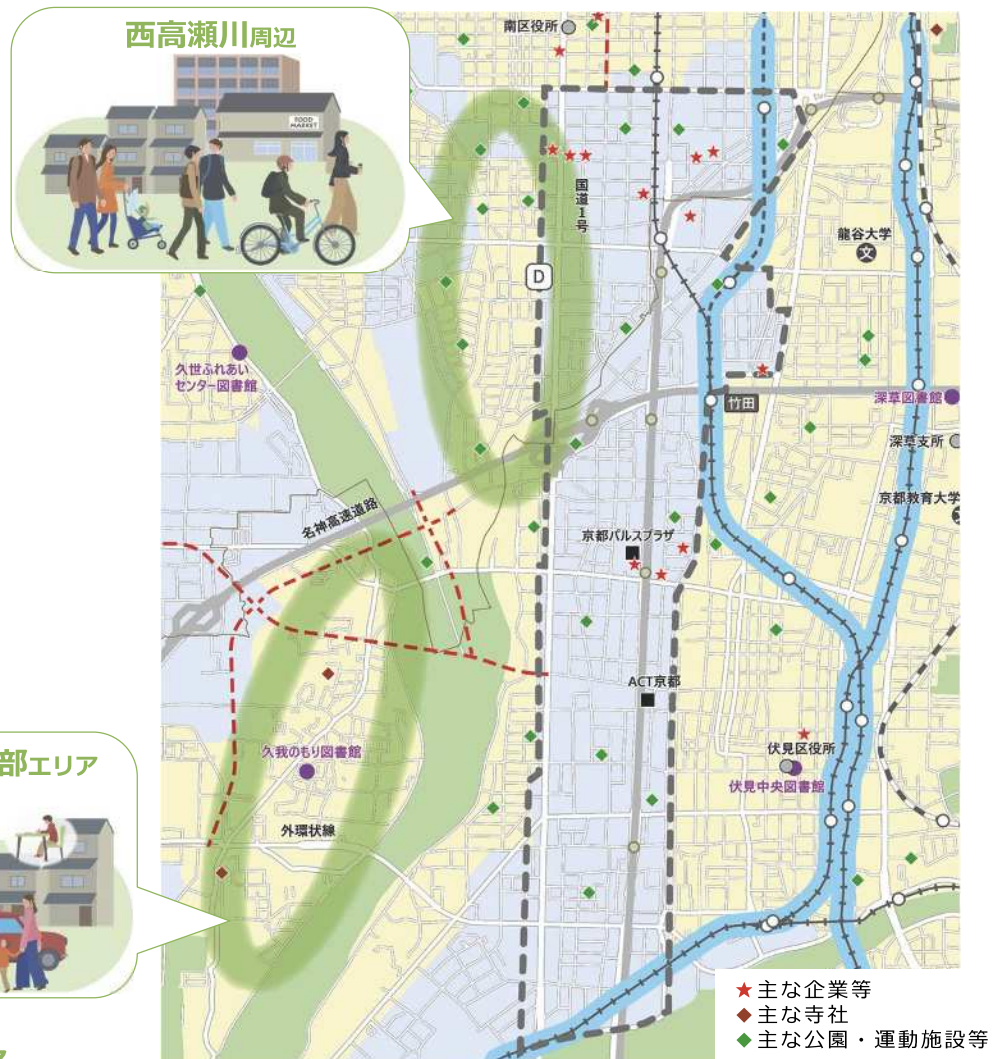 西高瀬川周辺
FOOD
MARKET
南区役所
国道1号
龍谷大学
文
D
久世ふれあい
センター図書館
竹田
深草図書館
深草支所
京都教育大学
名神高速道路
京都パルスプラザ
ACT京都
久我のもり図書館
伏見区役所
伏見中央図書館
部エリア
外環状線
主な企業等
主な寺社
主な公園・運動施設等